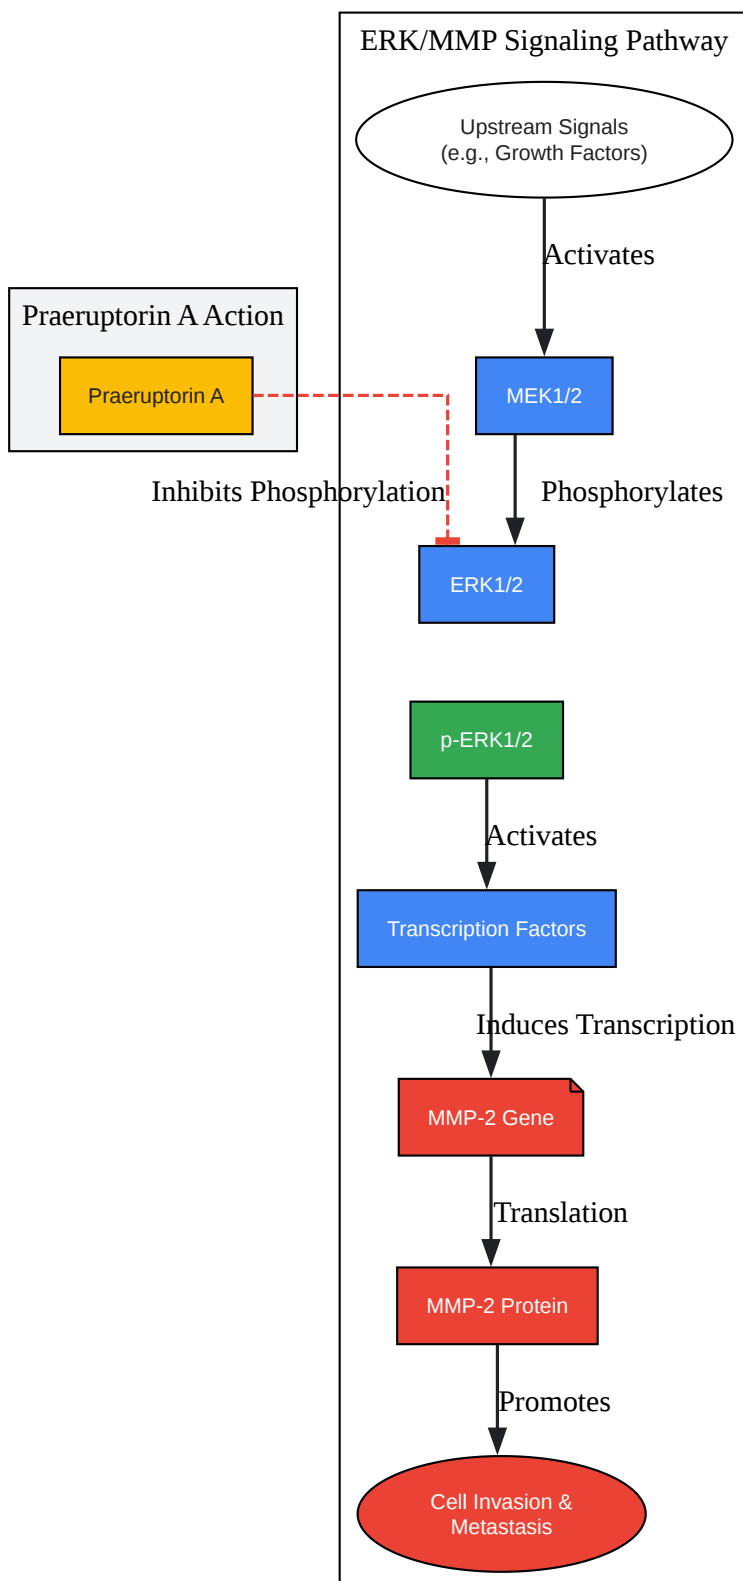 ERK/MMP Signaling Pathway
Upstream Signals
(e.g., Growth Factors)
Activates
Praeruptorin A Action
Praeruptorin A
MEK1/2
Inhibits Phosphorylation
Phosphorylates
ERK1/2
p-ERK1/2
Activates
Transcription Factors
Induces Transcription
MMP-2 Gene
Translation
MMP-2 Protein
Promotes
Cell Invasion &
Metastasis